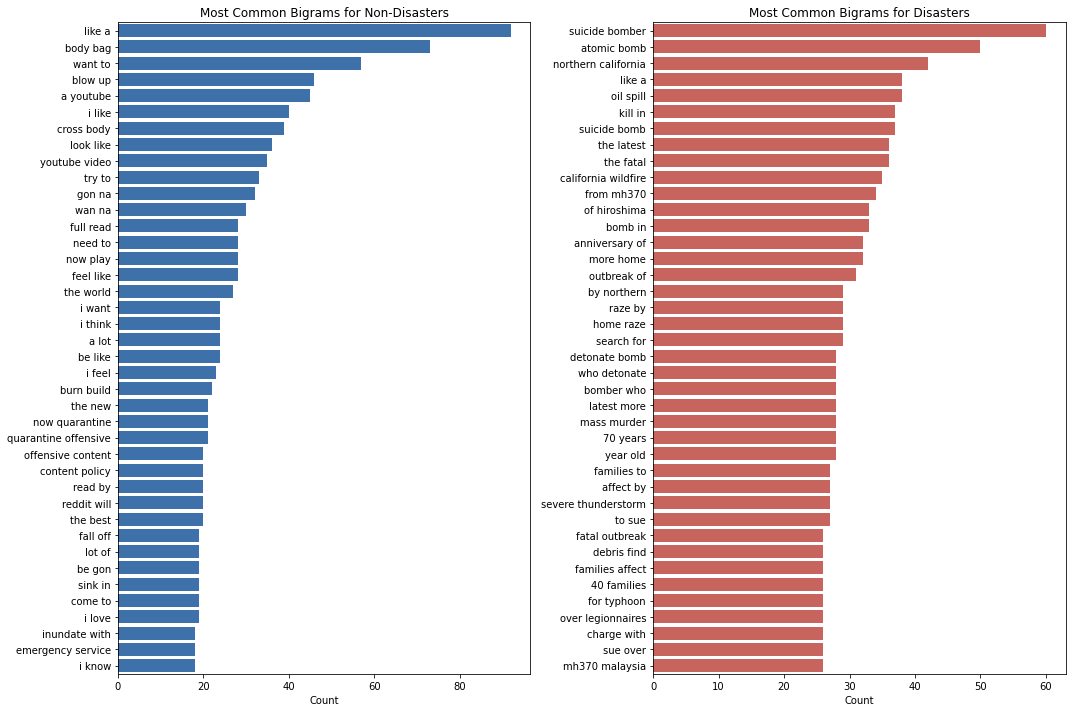 Most Common Bigrams for Non-Disasters
like a
body bag
want to
blow up
a youtube
i like
cross body
look like
youtube video
try to
gon na
wan na
full read
need to
now play
feel like
the world
i want
i think
a lot
be like
i feel
burn build
the new
now quarantine
quarantine offensive
offensive content
content policy
read by
reddit will
the best
fall off
lot of
be gon
sink in
come to
i love
inundate with
emergency service
i know
0 20 40 60 80
Count
Most Common Bigrams for Disasters
suicide bomber
atomic bomb
northern california
like a
oil spill
kill in
suicide bomb
the latest
the fatal
california wildfire
from mh370
of hiroshima
bomb in
anniversary of
more home
outbreak of
by northern
raze by
home raze
search for
detonate bomb
who detonate
bomber who
latest more
mass murder
70 years
year old
families to
affect by
severe thunderstorm
to sue
fatal outbreak
debris find
families affect
40 families
for typhoon
over legionnaires
charge with
sue over
mh370 malaysia
0 10 20 30 40 50 60
Count